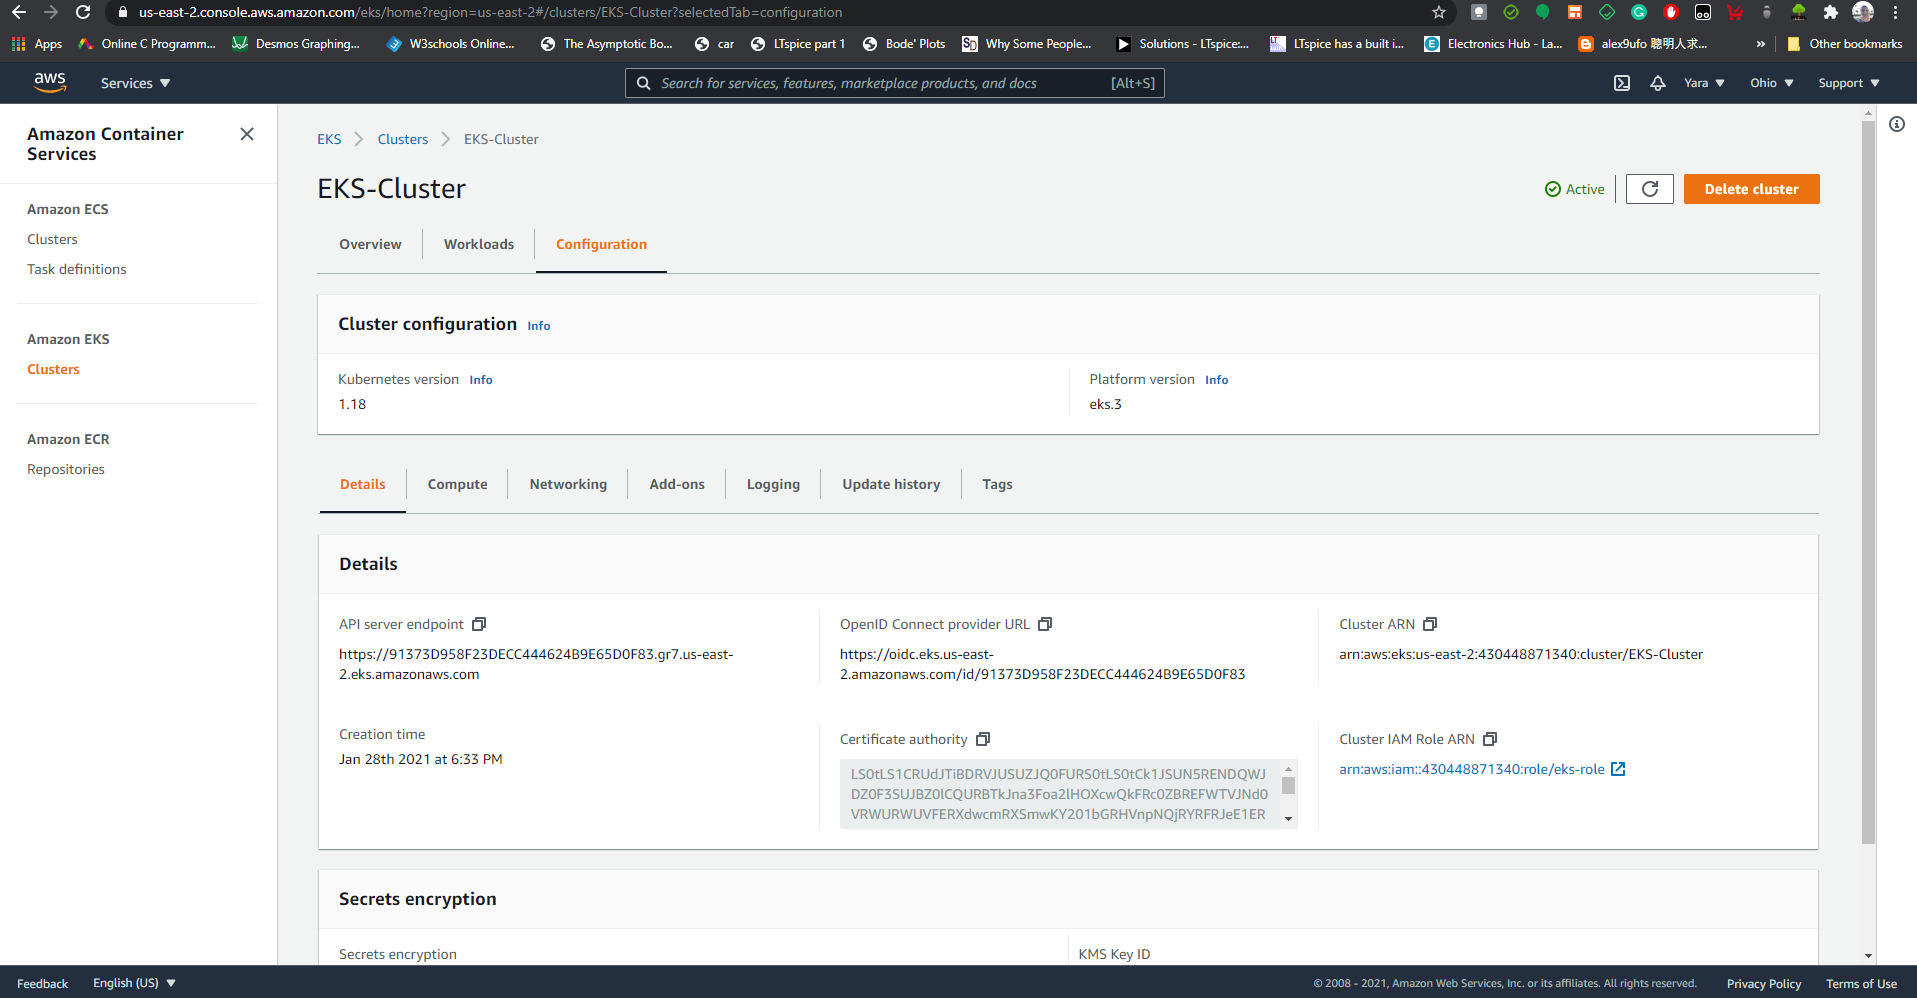 us-east-2.console.aws.amazon.com/eks/home?region=us-east-2#/clusters/EKS-Cluster?selectedTab=configuration
Apps Online C Programm... Desmos Graphing... W3schools Online... The Asymptotic Bo... car LTspice part 1 Bode' Plots SD Why Some People... Solutions - LTspice:... LTspice has a built i... Electronics Hub - La... alex9ufo 聰明人求... » Other bookmarks
aws Services Search for services, features, marketplace products, and docs [Alt+S] Yara Ohio Support
Amazon Container
Services
Amazon ECS
Clusters
Task definitions
Amazon EKS
Clusters
Amazon ECR
Repositories
EKS Clusters EKS-Cluster
EKS-Cluster
Active Delete cluster
Overview Workloads Configuration
Cluster configuration Info
Kubernetes version Info
1.18
Platform version Info
eks.3
Details Compute Networking Add-ons Logging Update history Tags
Details
API server endpoint
https://91373D958F23DECC444624B9E65D0F83.gr7.us-east-
2.eks.amazonaws.com
OpenID Connect provider URL
https://oidc.eks.us-east-
2.amazonaws.com/id/91373D958F23DECC444624B9E65D0F83
Cluster ARN
arn:aws:eks:us-east-2:430448871340:cluster/EKS-Cluster
Creation time
Jan 28th 2021 at 6:33 PM
Certificate authority
LS0tLS1CRUdJTiBDRVJUSUZJQ0FURS0tLS0tCk1JSUN5RENDQWJ
DZ0F3SUJBZ0lCQURBTkJna3Foa2lHOXcwQkFRc0ZBREFWTVJNd0
VRWURWUVFERXdwcmRXSmwKY201bGRHVnpNQjRYRFRJeE1ER
Cluster IAM Role ARN
arn:aws:iam::430448871340:role/eks-role
Secrets encryption
Secrets encryption
KMS Key ID
Feedback English (US) © 2008 - 2021, Amazon Web Services, Inc. or its affiliates. All rights reserved. Privacy Policy Terms of Use